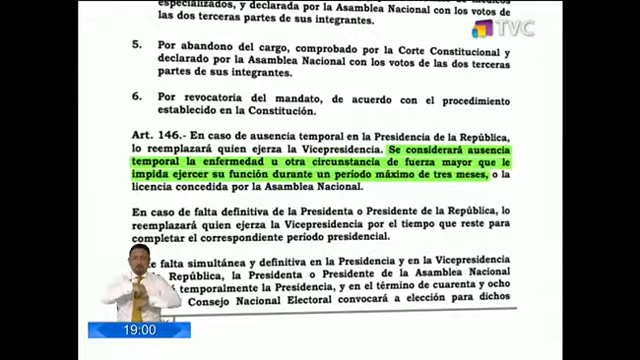 especializados, y declarada por la Asamblea Nacional con los votos de
las dos terceras partes de sus integrantes.
TVC
5. Por abandono del cargo, comprobado por la Corte Constitucional y
declarado por la Asamblea Nacional con los votos de las dos terceras
partes de sus integrantes.
6. Por revocatoria del mandato, de acuerdo con el procedimiento
establecido en la Constitución.
Art. 146.- En caso de ausencia temporal en la Presidencia de la República,
lo reemplazará quien ejerza la Vicepresidencia. Se considerará ausencia
temporal la enfermedad u otra circunstancia de fuerza mayor que le
impida ejercer su función durante un período máximo de tres meses, o la
licencia concedida por la Asamblea Nacional.
En caso de falta definitiva de la Presidenta o Presidente de la República, lo
reemplazará quien ejerza la Vicepresidencia por el tiempo que reste para
completar el correspondiente período presidencial.
falta simultánea y definitiva en la Presidencia y en la Vicepresidencia
República, la Presidenta o Presidente de la Asamblea Nacional
temporalmente la Presidencia, y en el término de cuarenta y ocho
Consejo Nacional Electoral convocará a elección para dichos
19:00